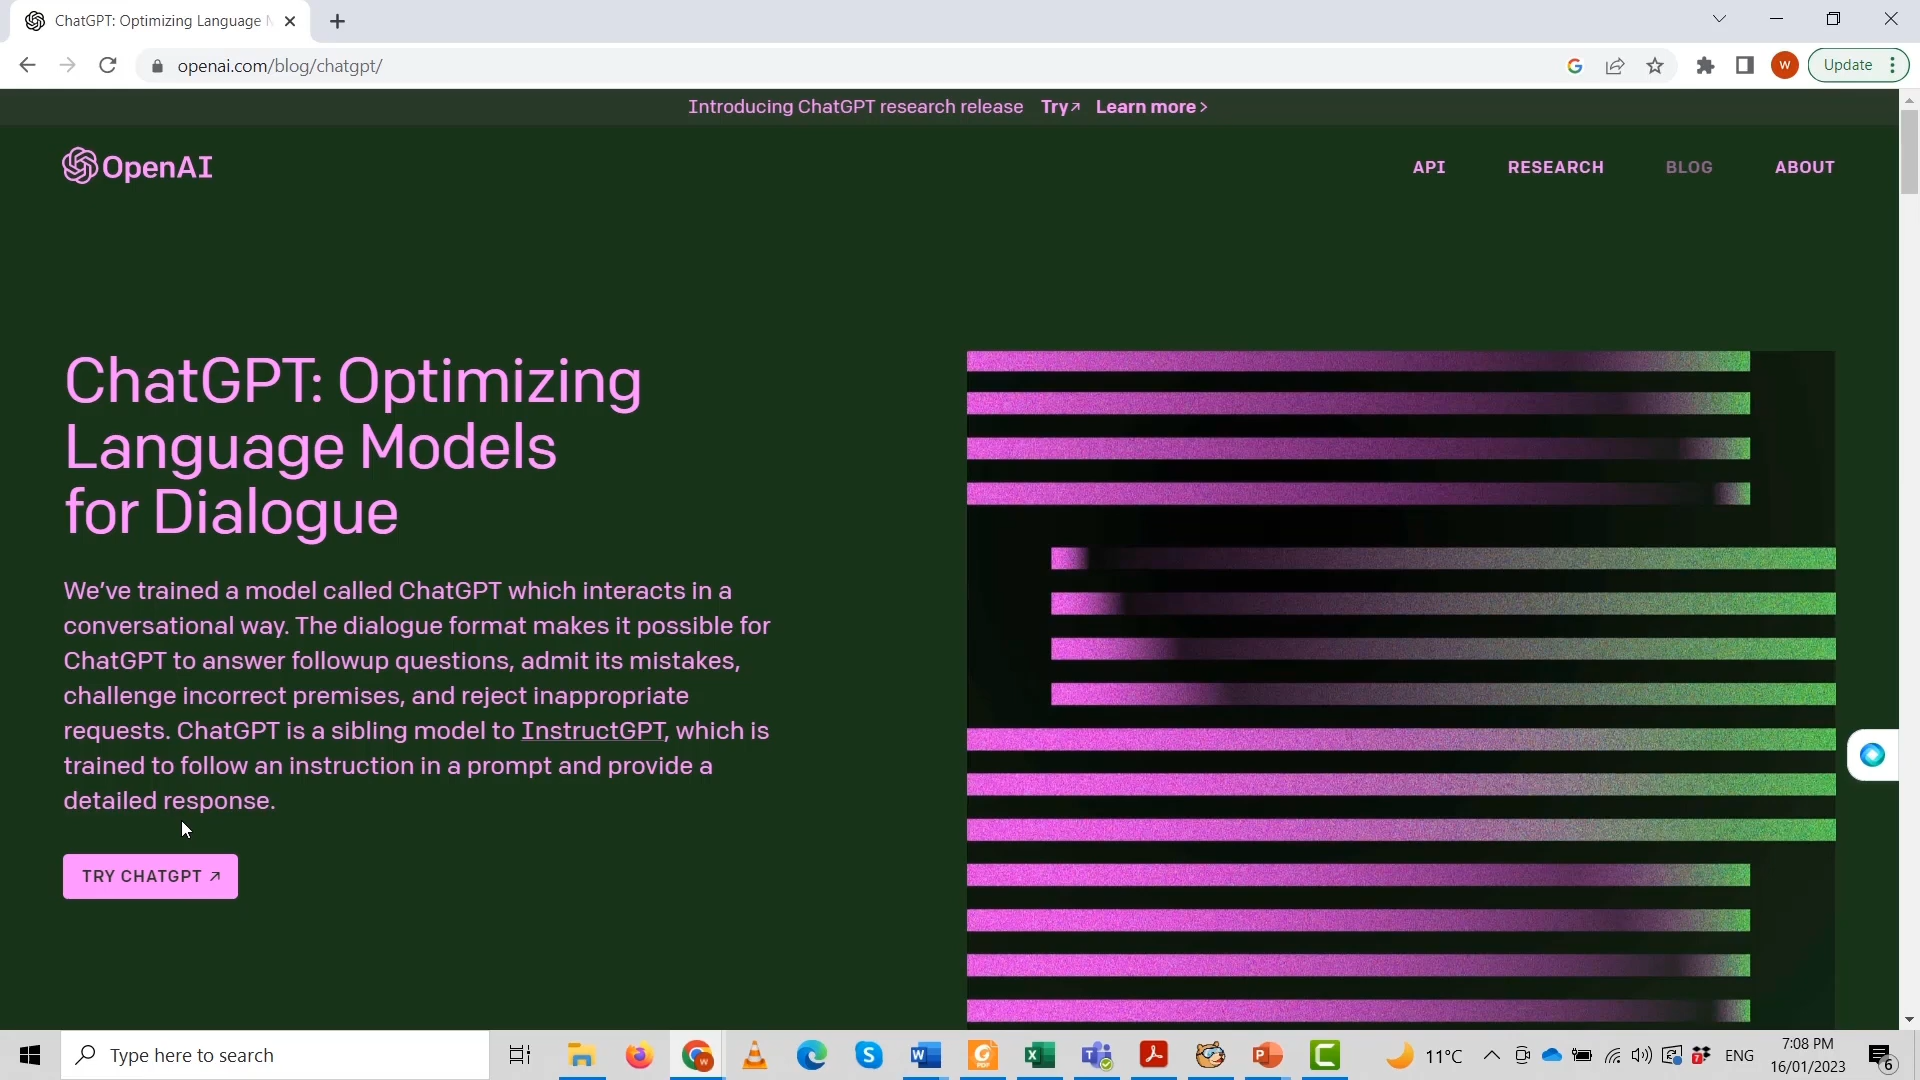 ChatGPT: Optimizing Language
openai.com/blog/chatgpt/
W
Update
Introducing ChatGPT research release Try↗ Learn more >
OpenAI
API RESEARCH BLOG ABOUT
ChatGPT: Optimizing
Language Models
for Dialogue
We’ve trained a model called ChatGPT which interacts in a
conversational way. The dialogue format makes it possible for
ChatGPT to answer followup questions, admit its mistakes,
challenge incorrect premises, and reject inappropriate
requests. ChatGPT is a sibling model to InstructGPT, which is
trained to follow an instruction in a prompt and provide a
detailed response.
TRY CHATGPT ↗
Type here to search
11°C
ENG
7:08 PM
16/01/2023
6